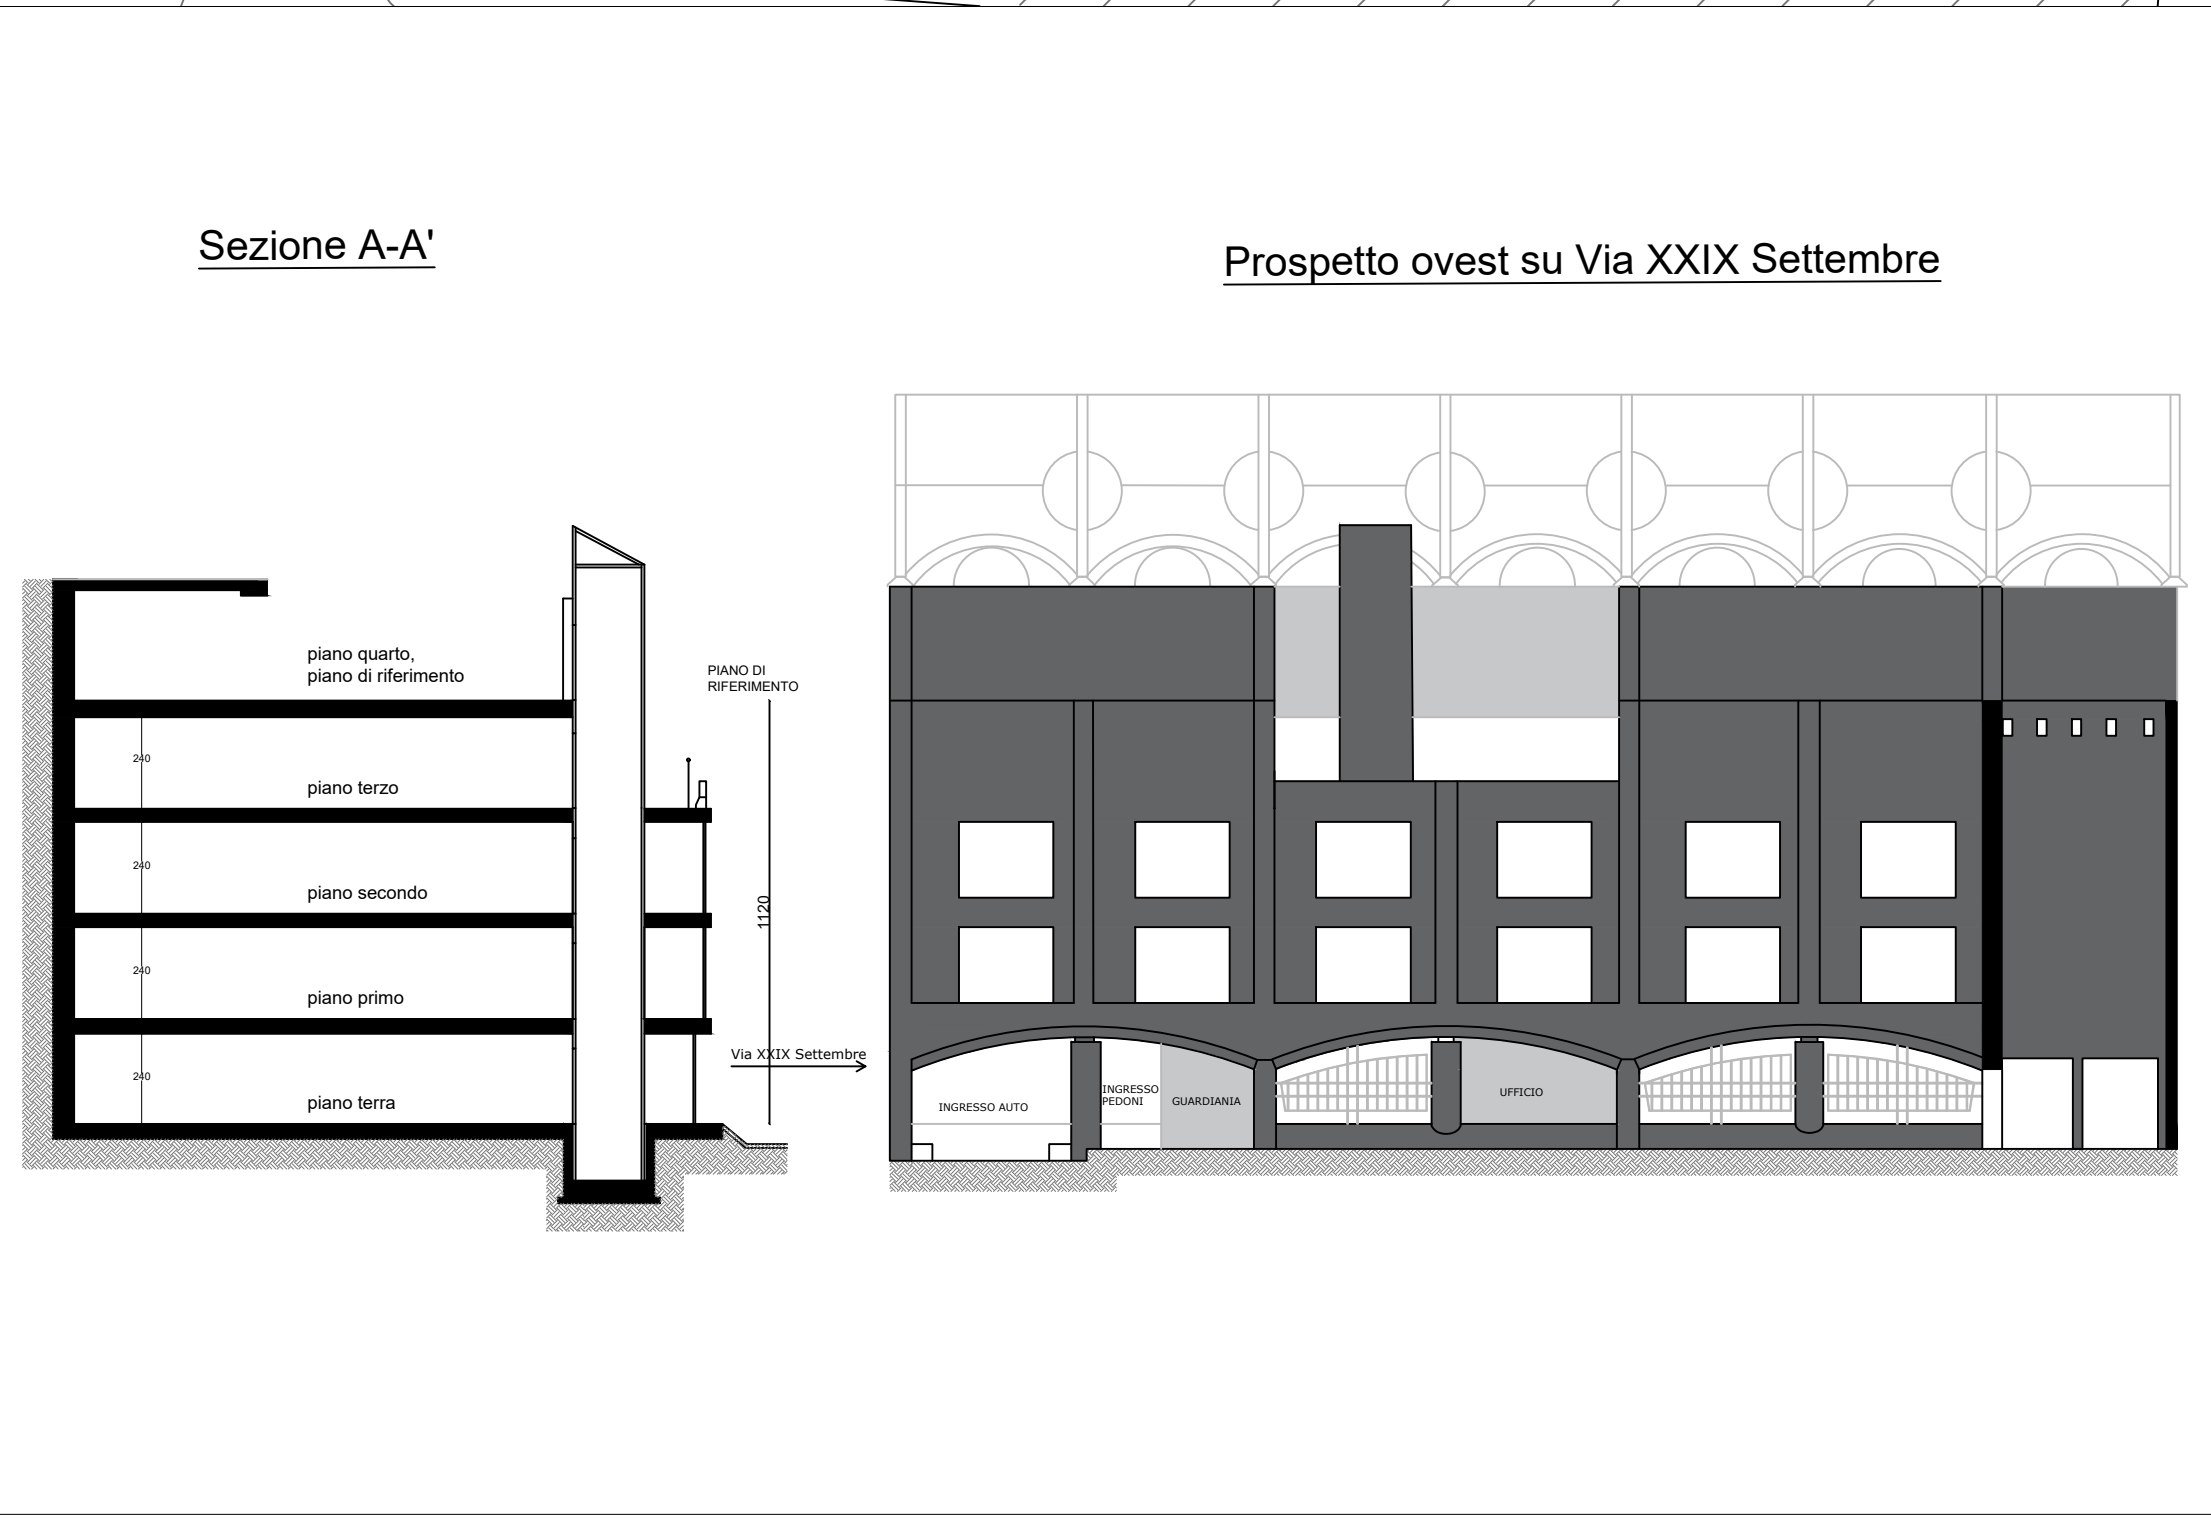 Sezione A-A'
Prospetto ovest su Via XXIX Settembre
piano quarto,
piano di riferimento
PIANO DI
RIFERIMENTO
240
piano terzo
240
piano secondo
1120
240
piano primo
Via XXIX Settembre
240
piano terra
INGRESSO AUTO
INGRESSO
PEDONI
GUARDIANIA
UFFICIO